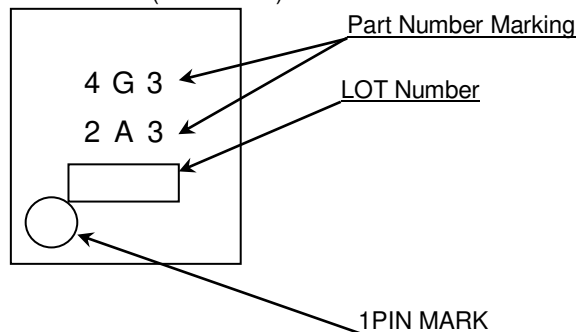 Part Number Marking
4 G 3
LOT Number
2 A 3
1PIN MARK